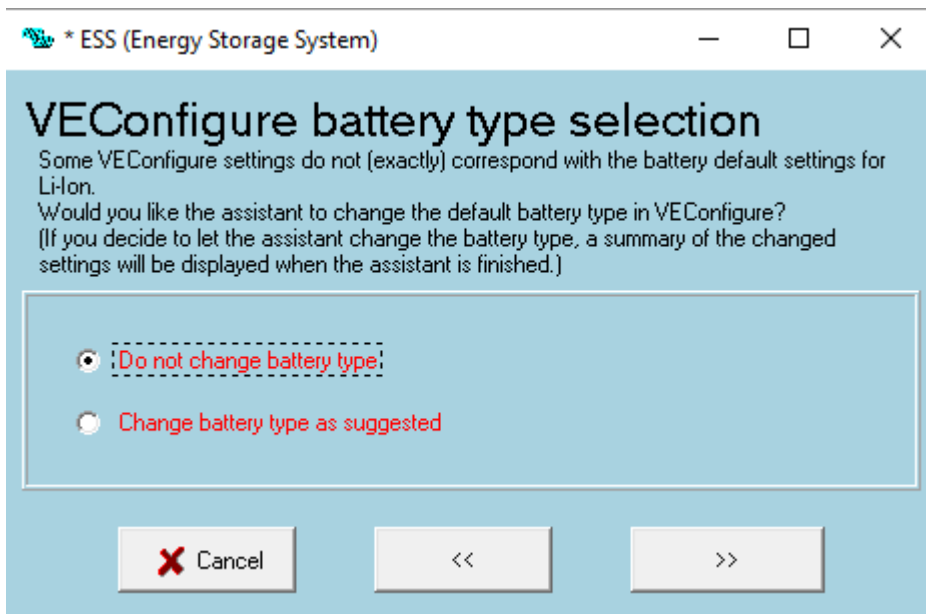 * ESS (Energy Storage System)
VEConfigure battery type selection
Some VEConfigure settings do not (exactly) correspond with the battery default settings for
Li-Ion.
Would you like the assistant to change the default battery type in VEConfigure?
(If you decide to let the assistant change the battery type, a summary of the changed
settings will be displayed when the assistant is finished.)
Do not change battery type
Change battery type as suggested
Cancel
<<
>>